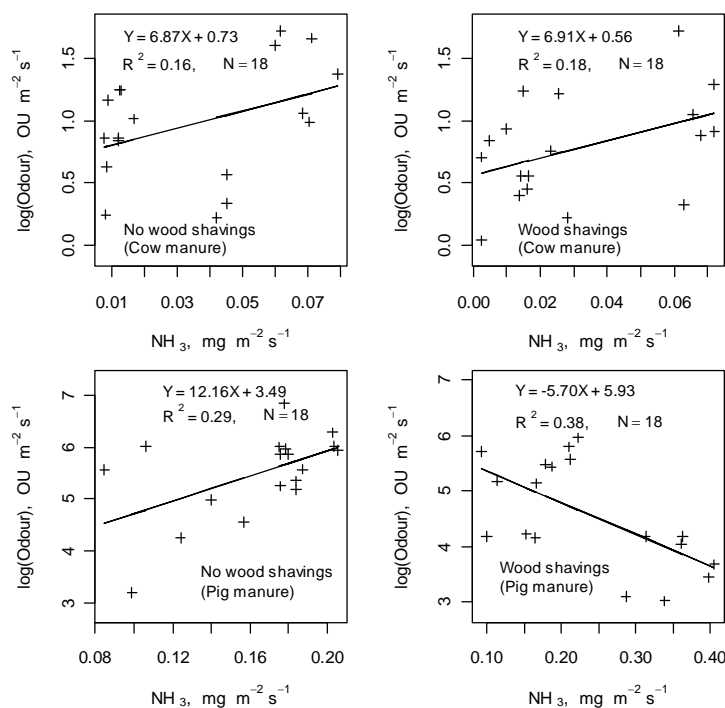 Y = 6.87X + 0.73
R² = 0.16, N = 18
No wood shavings
(Cow manure)
log(Odour), OU m⁻² s⁻¹
0.0 0.5 1.0 1.5
0.01 0.03 0.05 0.07
NH₃, mg m⁻² s⁻¹
Y = 6.91X + 0.56
R² = 0.18, N = 18
Wood shavings
(Cow manure)
log(Odour), OU m⁻² s⁻¹
0.0 0.5 1.0 1.5
0.00 0.02 0.04 0.06
NH₃, mg m⁻² s⁻¹
Y = 12.16X + 3.49
R² = 0.29, N = 18
No wood shavings
(Pig manure)
log(Odour), OU m⁻² s⁻¹
3 4 5 6 7
0.08 0.12 0.16 0.20
NH₃, mg m⁻² s⁻¹
Y = -5.70X + 5.93
R² = 0.38, N = 18
Wood shavings
(Pig manure)
log(Odour), OU m⁻² s⁻¹
3 4 5 6 7
0.10 0.20 0.30 0.40
NH₃, mg m⁻² s⁻¹